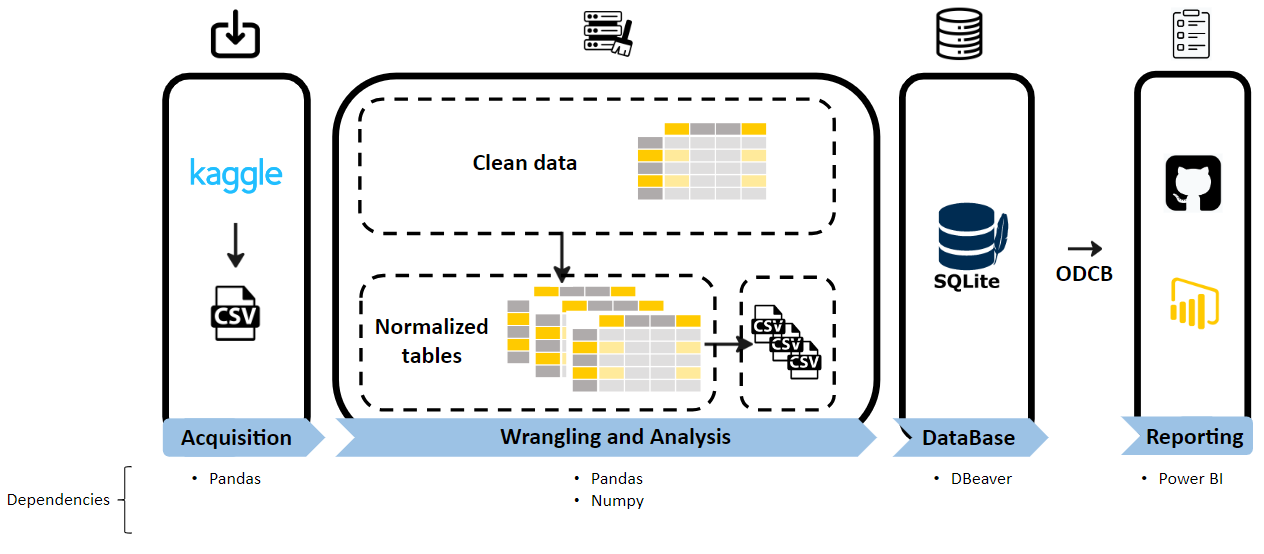 kaggle
CSV
Clean data
Normalized
tables
CSV
CSV
CSV
SQLite
ODCB
Acquisition
Wrangling and Analysis
DataBase
Reporting
Dependencies
• Pandas
• Pandas
• Numpy
• DBeaver
• Power BI